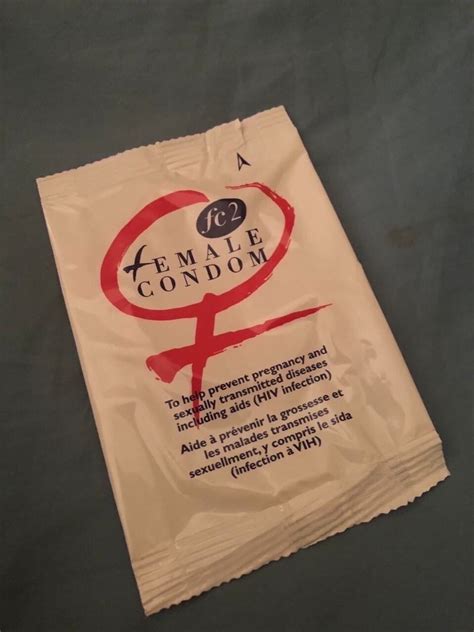 fc2
FEMALE
CONDOM
To help prevent pregnancy and
sexually transmitted diseases
including aids (HIV infection)
Aide à prévenir la grossesse et
les malades transmises
sexuellment, y compris le sida
(infection à VIH)